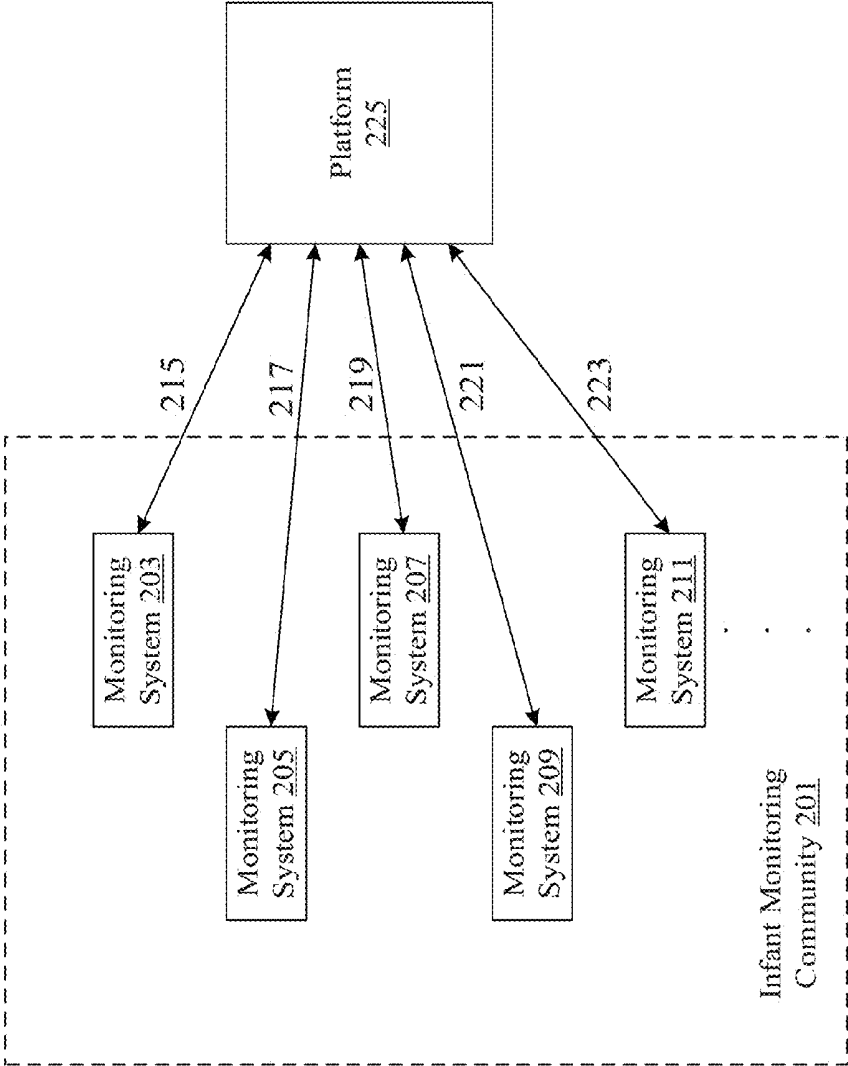 Platform
225
215
217
219
221
223
Monitoring
System 203
Monitoring
System 207
Monitoring
System 211
Monitoring
System 205
Monitoring
System 209
. . .
Infant Monitoring
Community 201